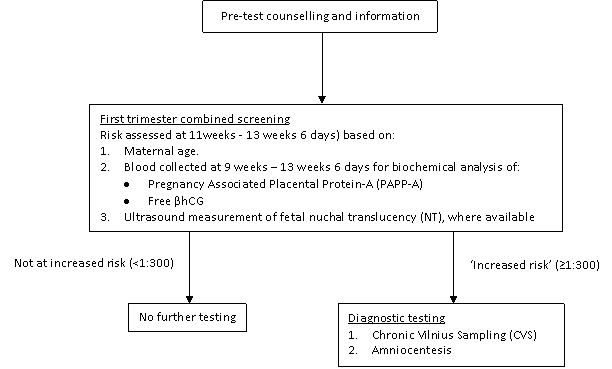 Pre-test counselling and information
First trimester combined screening
Risk assessed at 11weeks - 13 weeks 6 days) based on:
1. Maternal age.
2. Blood collected at 9 weeks – 13 weeks 6 days for biochemical analysis of:
● Pregnancy Associated Placental Protein-A (PAPP-A)
● Free βhCG
3. Ultrasound measurement of fetal nuchal translucency (NT), where available
Not at increased risk (<1:300)
'Increased risk' (≥1:300)
No further testing
Diagnostic testing
1. Chronic Vilnius Sampling (CVS)
2. Amniocentesis